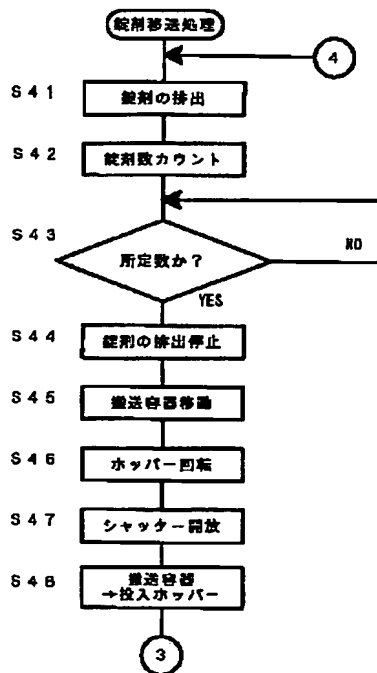 錠剤移送処理
4
S41 錠剤の排出
S42 錠剤数カウント
S43 所定数か？
NO
YES
S44 錠剤の排出停止
S45 搬送容器移動
S46 ホッパー回転
S47 シャッター開放
S48 搬送容器
→投入ホッパー
3